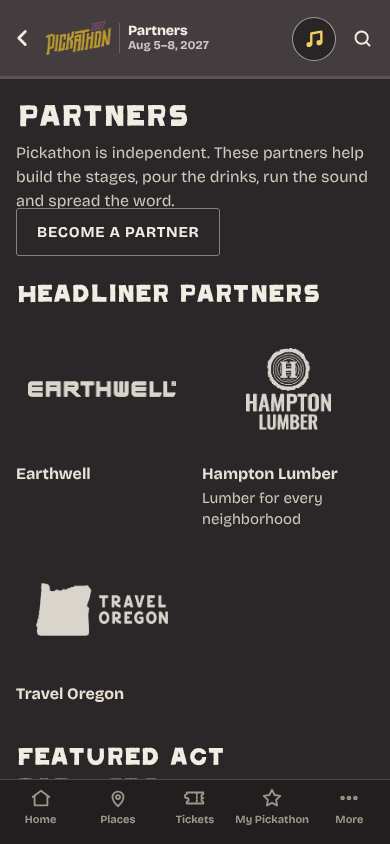 PICKATHON
Partners
Aug 5–8, 2027
PARTNERS
Pickathon is independent. These partners help
build the stages, pour the drinks, run the sound
and spread the word.
BECOME A PARTNER
HEADLINER PARTNERS
EARTHWELL
H
HAMPTON
LUMBER
Earthwell
Hampton Lumber
Lumber for every
neighborhood
TRAVEL
OREGON
Travel Oregon
FEATURED ACT
Home
Places
Tickets
My Pickathon
More